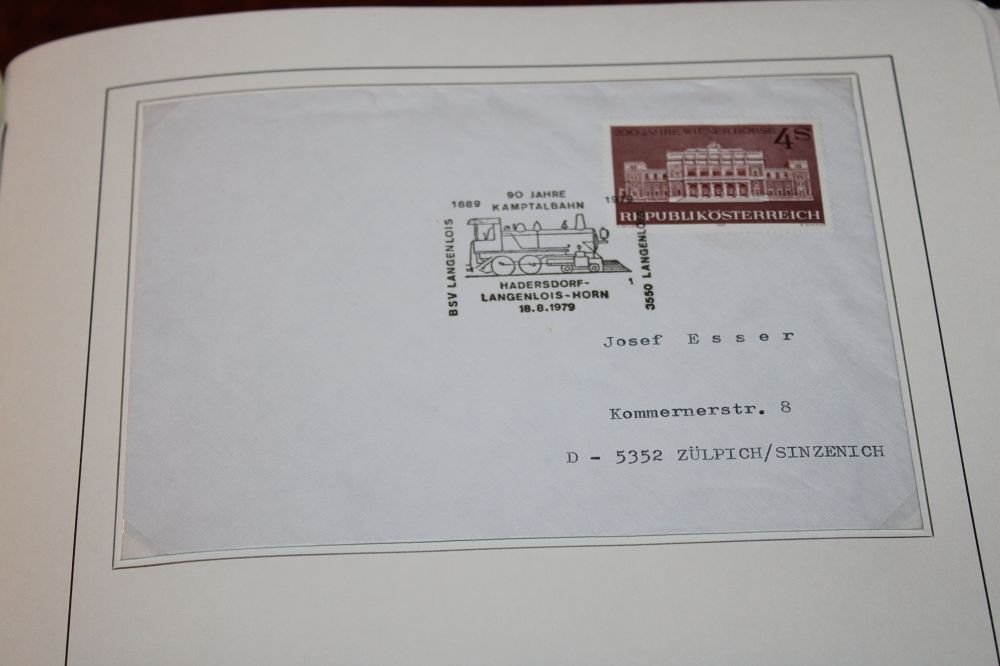 200 JAHRE WIENER BÖRSE 4S
REPUBLIK ÖSTERREICH
90 JAHRE
1889 KAMPTALBAHN 1979
BSV LANGENLOIS
3550 LANGENLOIS
HADERSDORF-
LANGENLOIS-HORN 1
18.8.1979
Josef E s s e r
Kommernerstr. 8
D - 5352 ZÜLPICH/SINZENICH